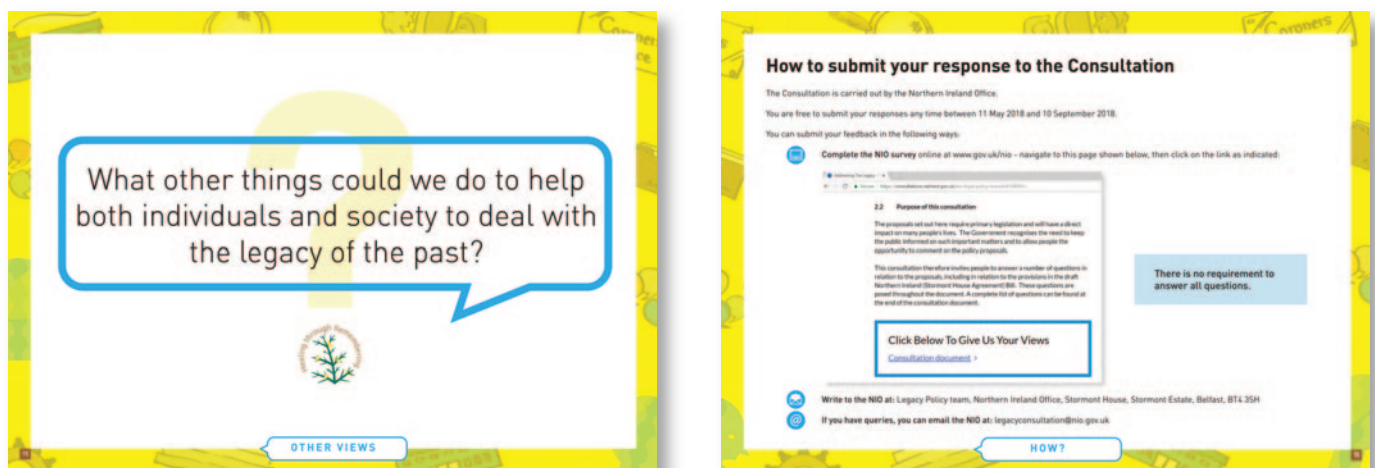 What other things could we do to help
both individuals and society to deal with
the legacy of the past?
Healing through Remembering
OTHER VIEWS
Coroners
How to submit your response to the Consultation
The Consultation is carried out by the Northern Ireland Office.
You are free to submit your responses any time between 11 May 2018 and 10 September 2018.
You can submit your feedback in the following ways:
Complete the NIO survey online at www.gov.uk/nio – navigate to this page shown below, then click on the link as indicated:
2.2 Purpose of this consultation
The proposals set out here require primary legislation and will have a direct
impact on many people's lives. The Government recognises the need to keep
the public informed on such important matters and to allow people the
opportunity to comment on the policy proposals.
This consultation therefore invites people to answer a number of questions in
relation to the proposals, including in relation to the provisions in the draft
Northern Ireland (Stormont House Agreement) Bill. These questions are
posed throughout the document. A complete list of questions can be found at
the end of the consultation document.
Click Below To Give Us Your Views
Consultation document >
There is no requirement to
answer all questions.
Write to the NIO at: Legacy Policy team, Northern Ireland Office, Stormont House, Stormont Estate, Belfast, BT4 3SH
@
If you have queries, you can email the NIO at: legacyconsultation@nio.gov.uk
HOW?